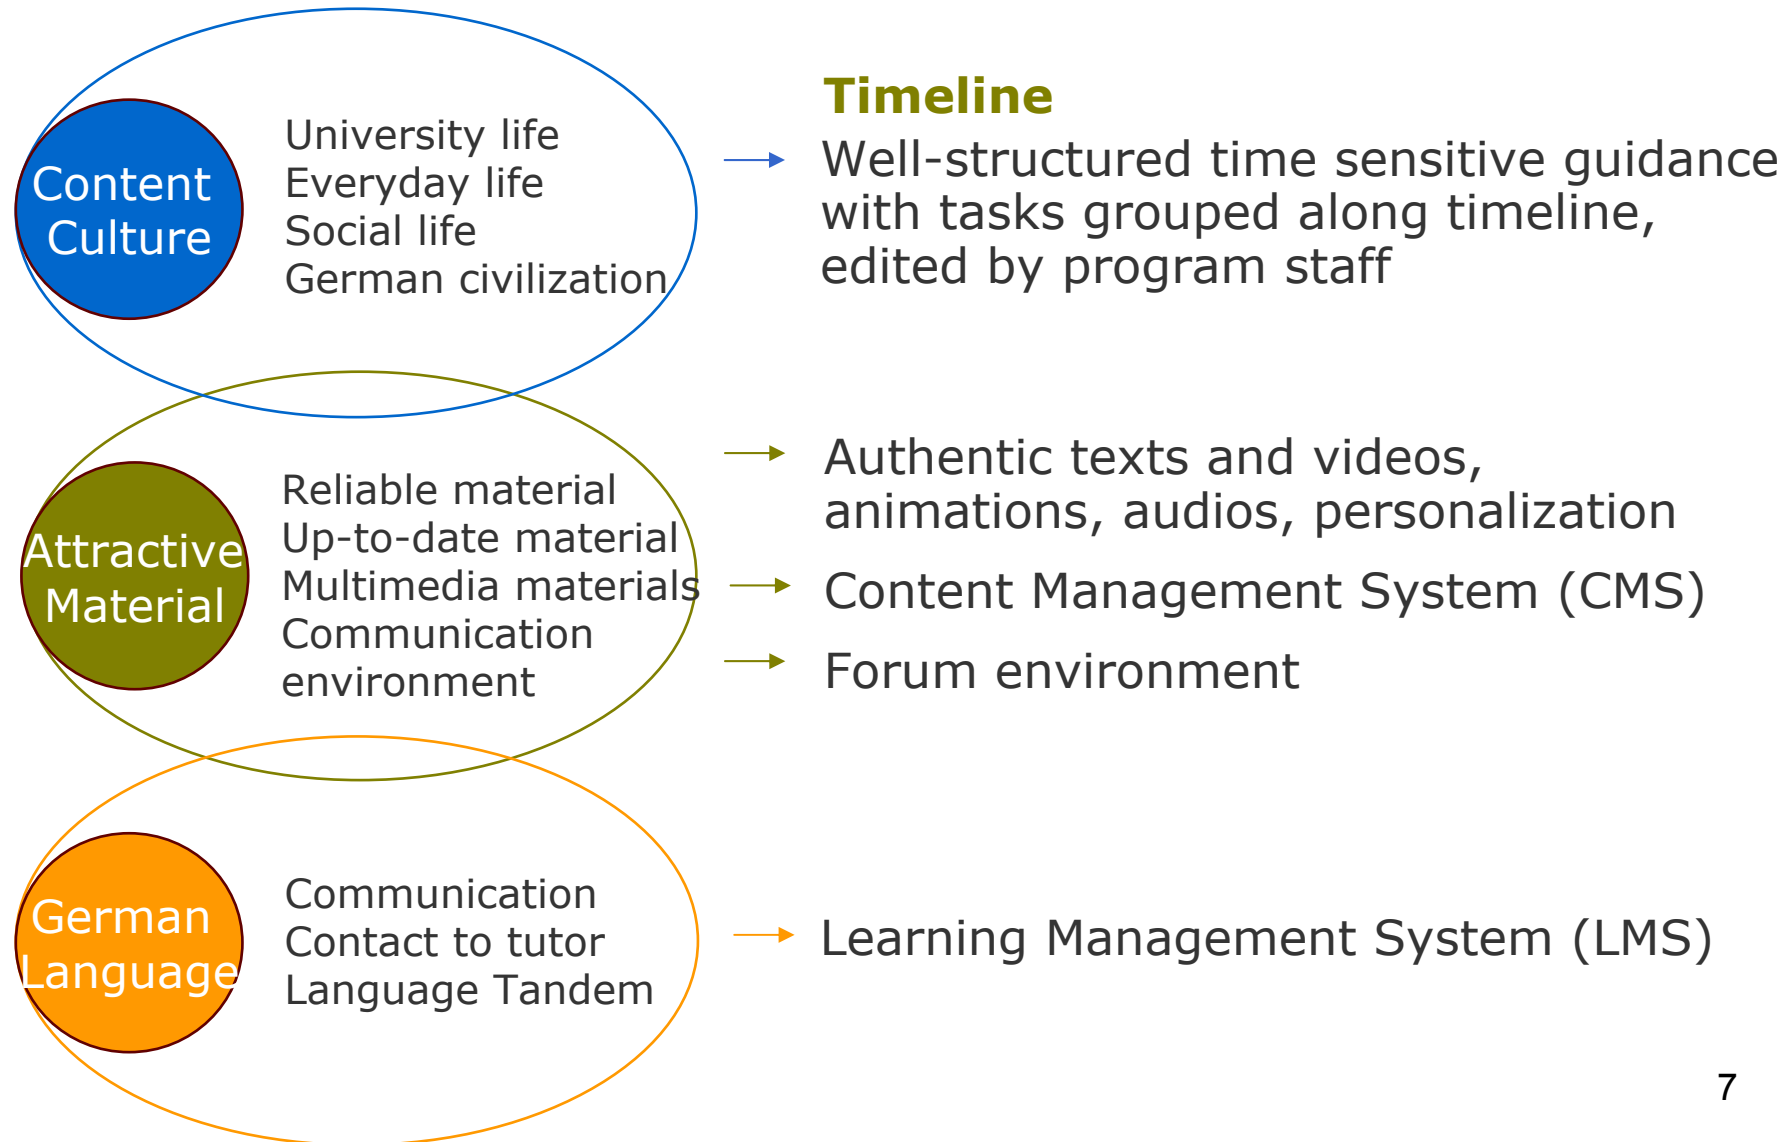 Content
Culture
University life
Everyday life
Social life
German civilization
Timeline
Well-structured time sensitive guidance
with tasks grouped along timeline,
edited by program staff
Attractive
Material
Reliable material
Up-to-date material
Multimedia materials
Communication
environment
Authentic texts and videos,
animations, audios, personalization
Content Management System (CMS)
Forum environment
German
Language
Communication
Contact to tutor
Language Tandem
Learning Management System (LMS)
7